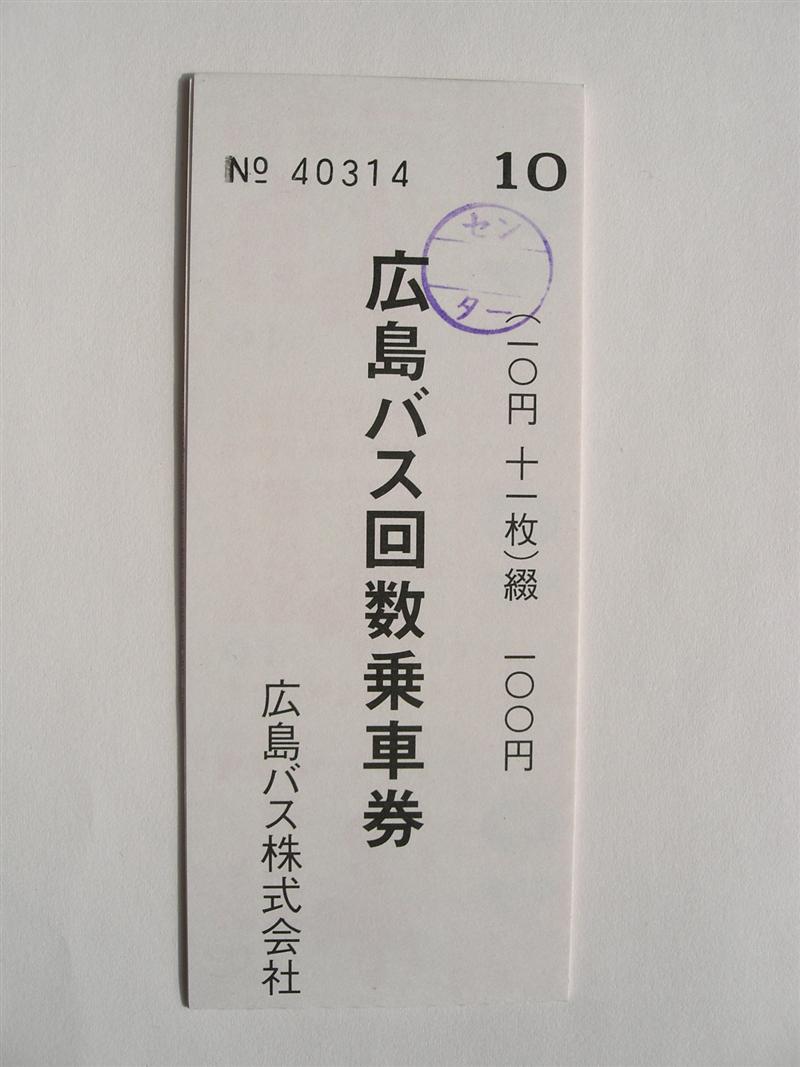 № 40314
10
センター
(一〇円 十一枚)綴 一〇〇円
広島バス回数乗車券
広島バス株式会社